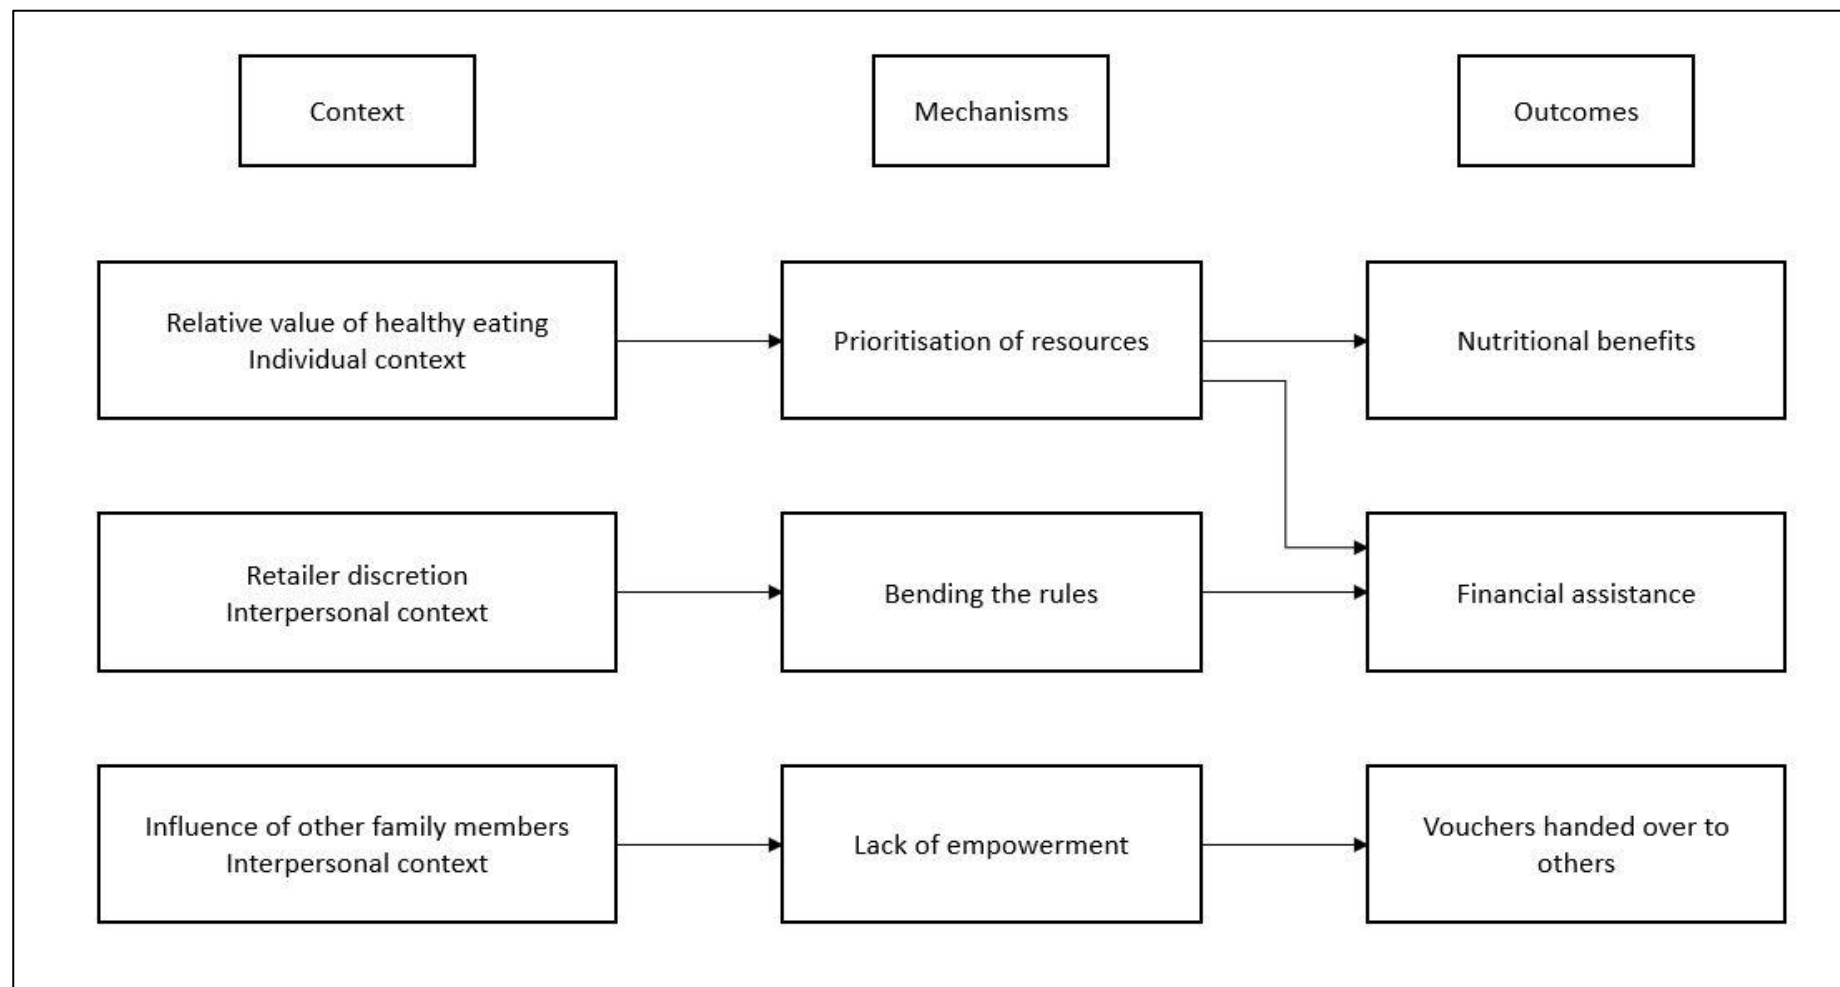 Context
Mechanisms
Outcomes
Relative value of healthy eating
Individual context
Prioritisation of resources
Nutritional benefits
Retailer discretion
Interpersonal context
Bending the rules
Financial assistance
Influence of other family members
Interpersonal context
Lack of empowerment
Vouchers handed over to
others